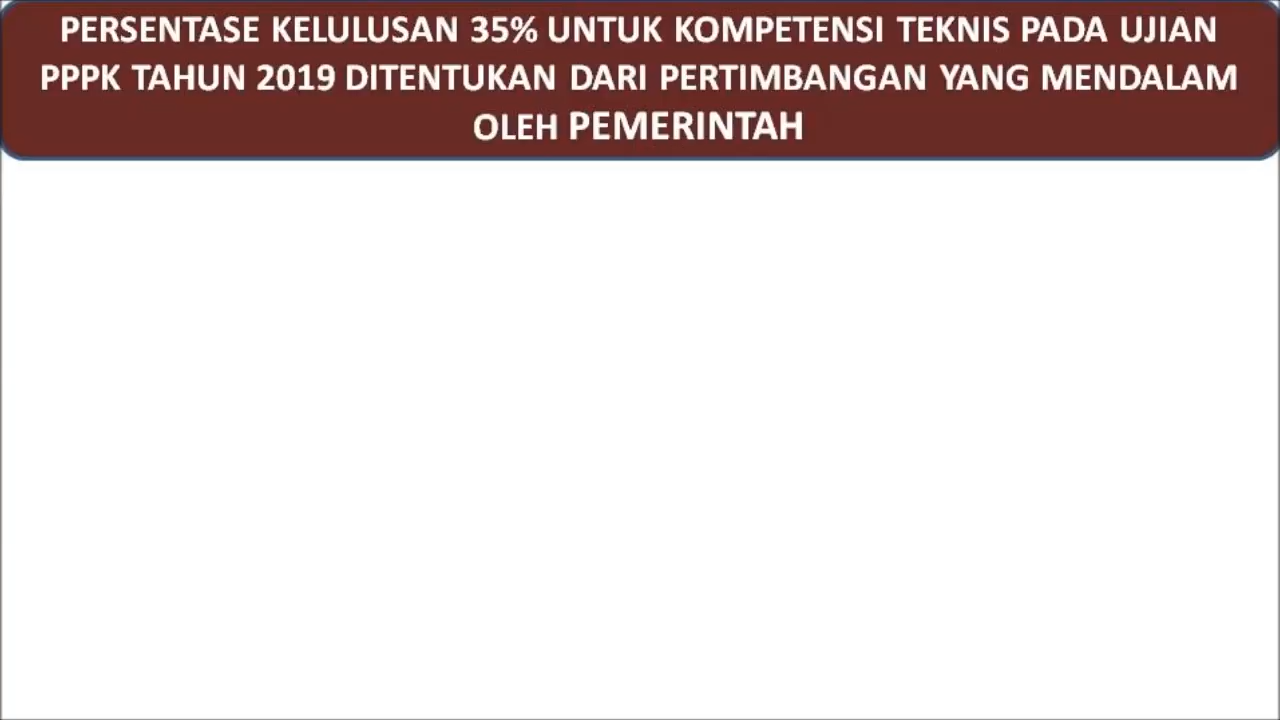 PERSENTASE KELULUSAN 35% UNTUK KOMPETENSI TEKNIS PADA UJIAN
PPPK TAHUN 2019 DITENTUKAN DARI PERTIMBANGAN YANG MENDALAM
OLEH PEMERINTAH